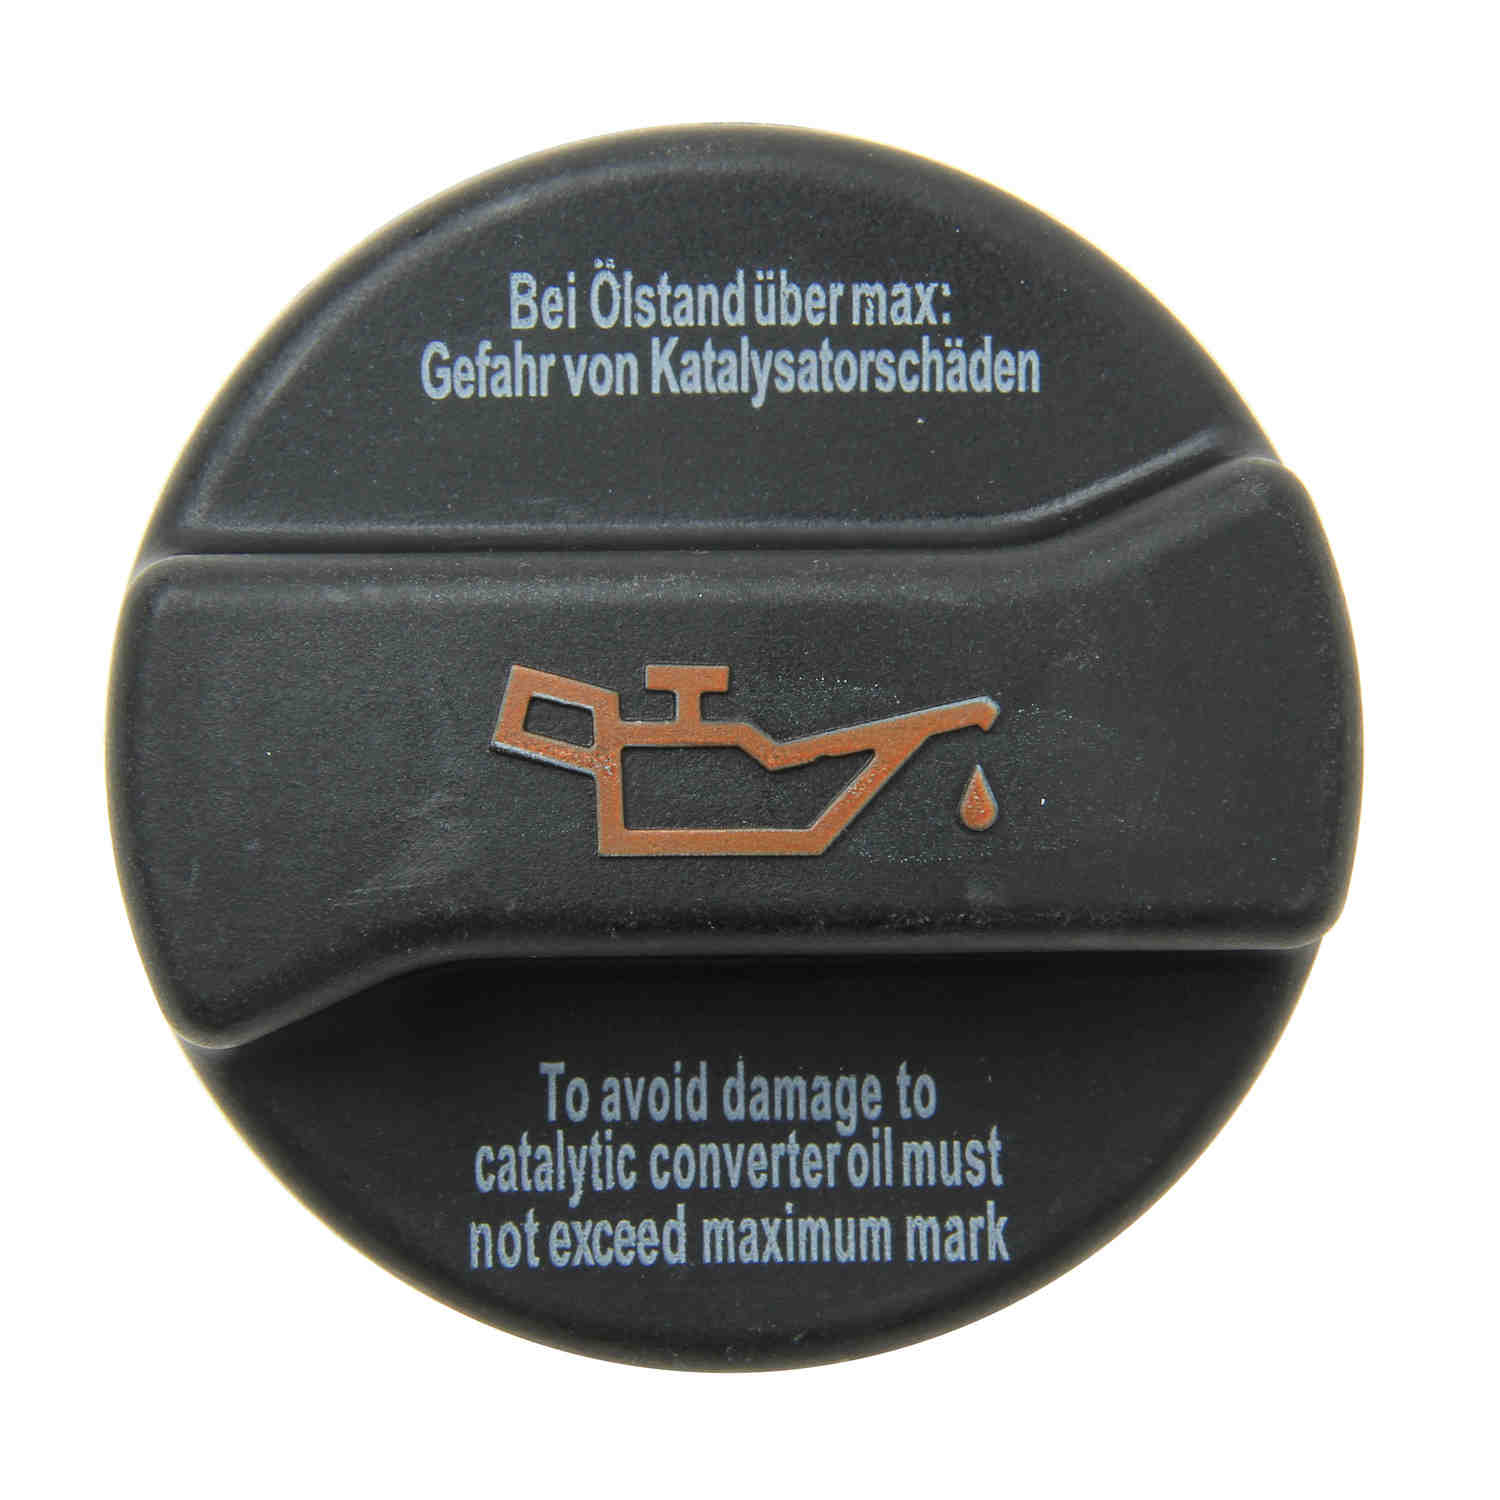 Bei Ölstand über max:
Gefahr von Katalysatorschäden
To avoid damage to
catalytic converter oil must
not exceed maximum mark